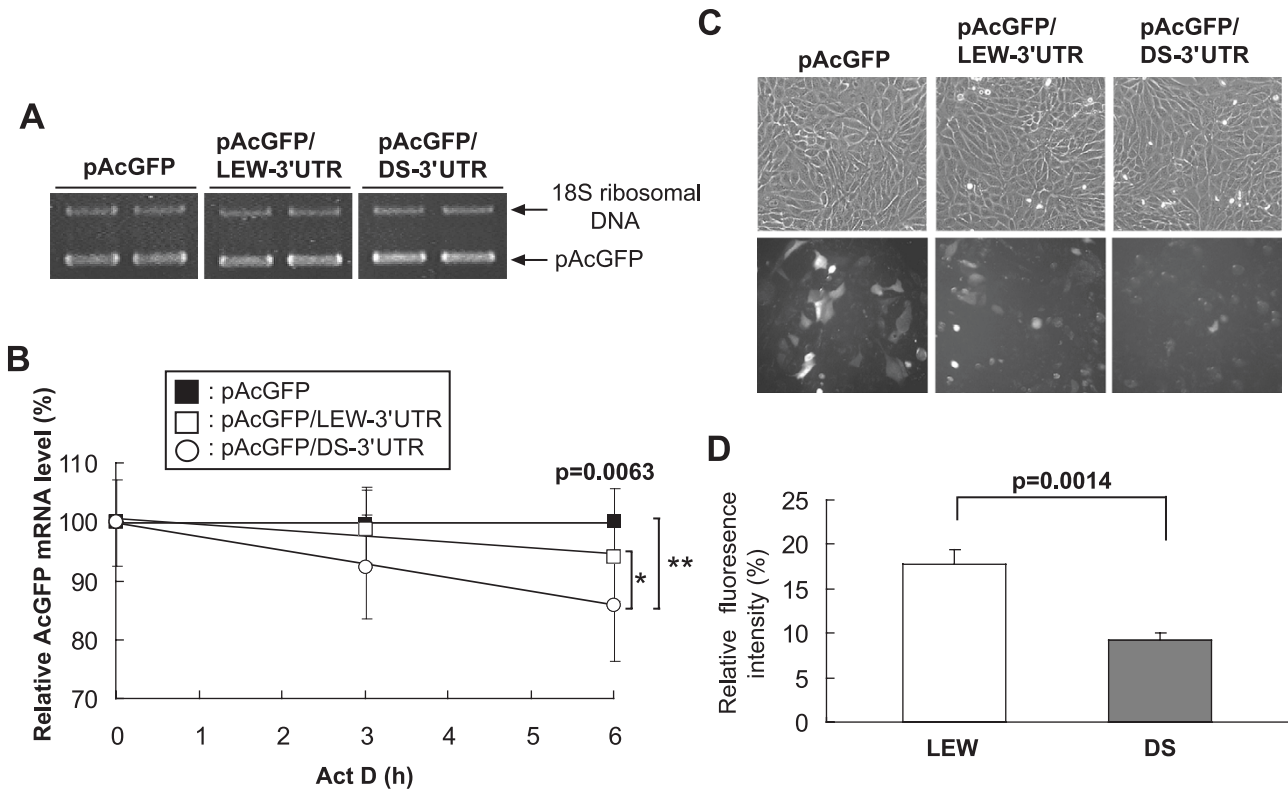 A
pAcGFP
pAcGFP/
LEW-3'UTR
pAcGFP/
DS-3'UTR
18S ribosomal
DNA
pAcGFP
B
: pAcGFP
: pAcGFP/LEW-3'UTR
: pAcGFP/DS-3'UTR
Relative AcGFP mRNA level (%)
110
100
90
80
70
p=0.0063
*
**
0 1 2 3 4 5 6
Act D (h)
C
pAcGFP
pAcGFP/
LEW-3'UTR
pAcGFP/
DS-3'UTR
D
p=0.0014
Relative fluoresence
intensity (%)
25
20
15
10
5
0
LEW DS